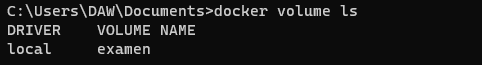 C:\Users\DAW\Documents>docker volume ls
DRIVER    VOLUME NAME
local     examen